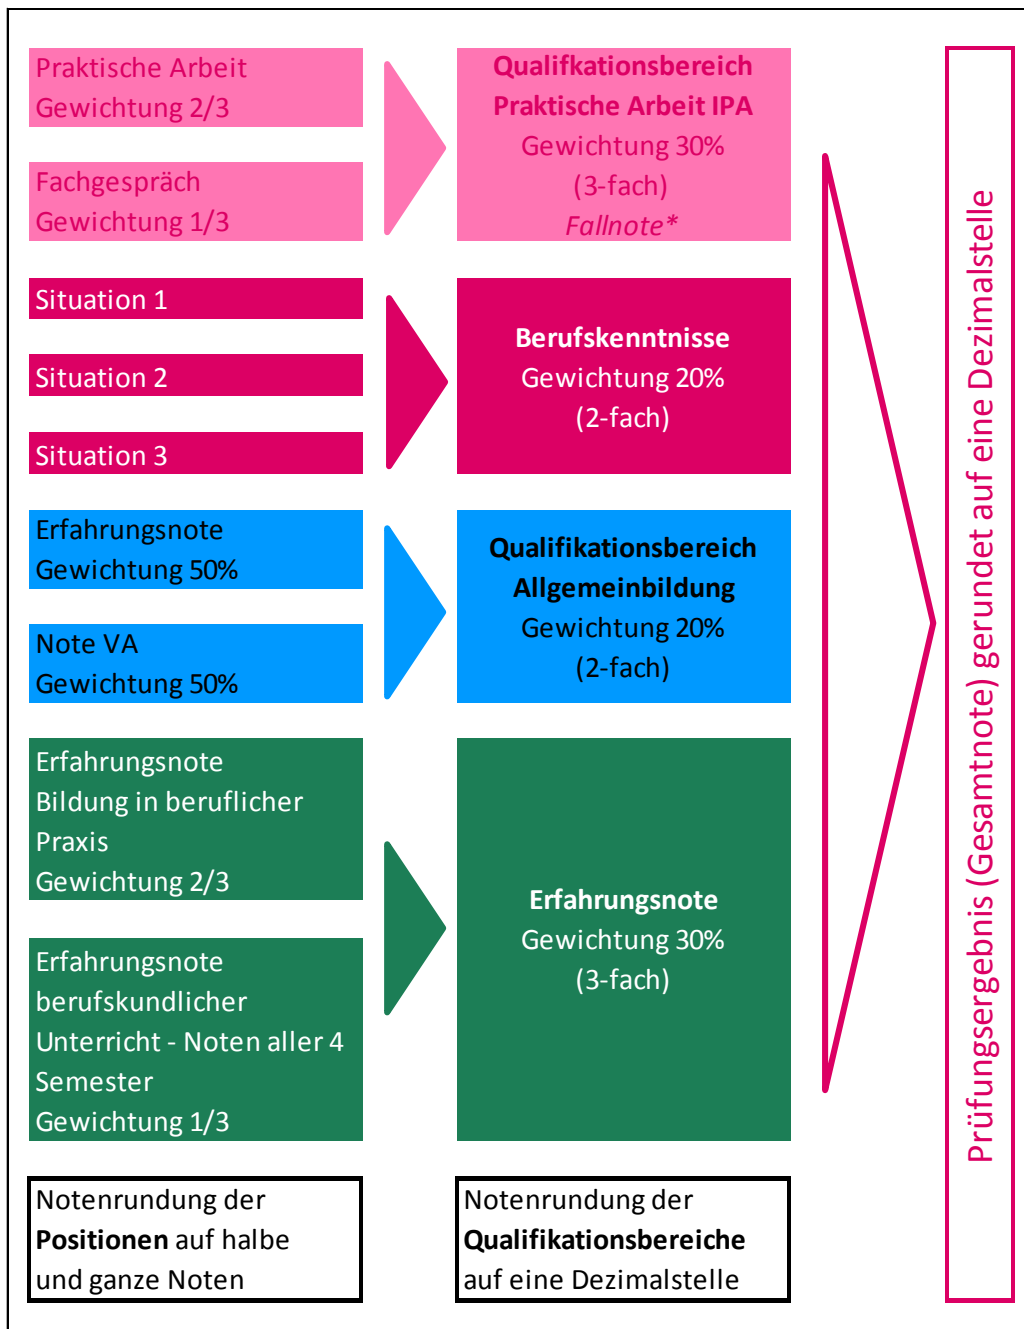 Praktische Arbeit
Gewichtung 2/3
Fachgespräch
Gewichtung 1/3
Qualifkationsbereich
Praktische Arbeit IPA
Gewichtung 30%
(3-fach)
Fallnote*
Situation 1
Situation 2
Situation 3
Berufskenntnisse
Gewichtung 20%
(2-fach)
Erfahrungsnote
Gewichtung 50%
Note VA
Gewichtung 50%
Qualifikationsbereich
Allgemeinbildung
Gewichtung 20%
(2-fach)
Erfahrungsnote
Bildung in beruflicher
Praxis
Gewichtung 2/3
Erfahrungsnote
berufskundlicher
Unterricht - Noten aller 4
Semester
Gewichtung 1/3
Erfahrungsnote
Gewichtung 30%
(3-fach)
Notenrundung der
Positionen auf halbe
und ganze Noten
Notenrundung der
Qualifikationsbereiche
auf eine Dezimalstelle
Prüfungsergebnis (Gesamtnote) gerundet auf eine Dezimalstelle